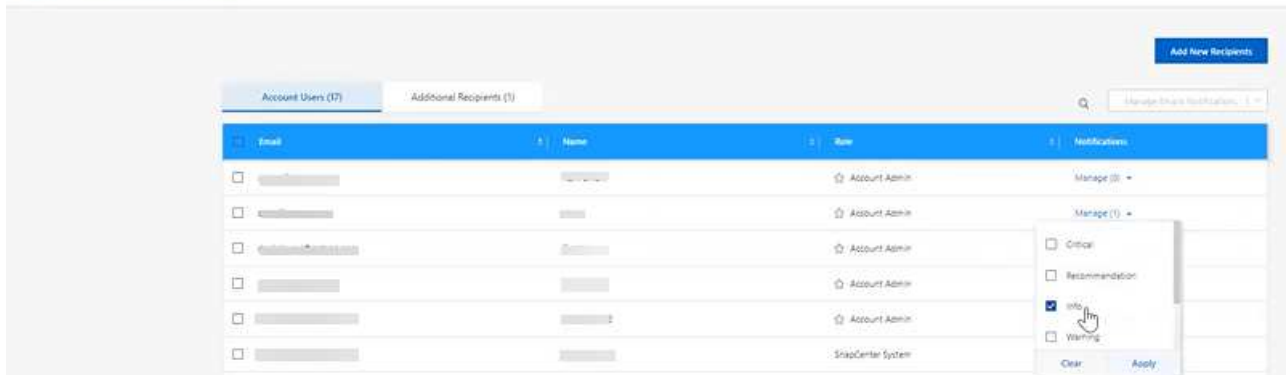 Add New Recipients
Account Users (17)
Additional Recipients (1)
Email
Name
Role
Notifications
Account Admin
Manage (0)
Account Admin
Manage (1)
Account Admin
Critical
Account Admin
Recommendation
Account Admin
Info
SnapCenter System
Warning
Clear
Apply